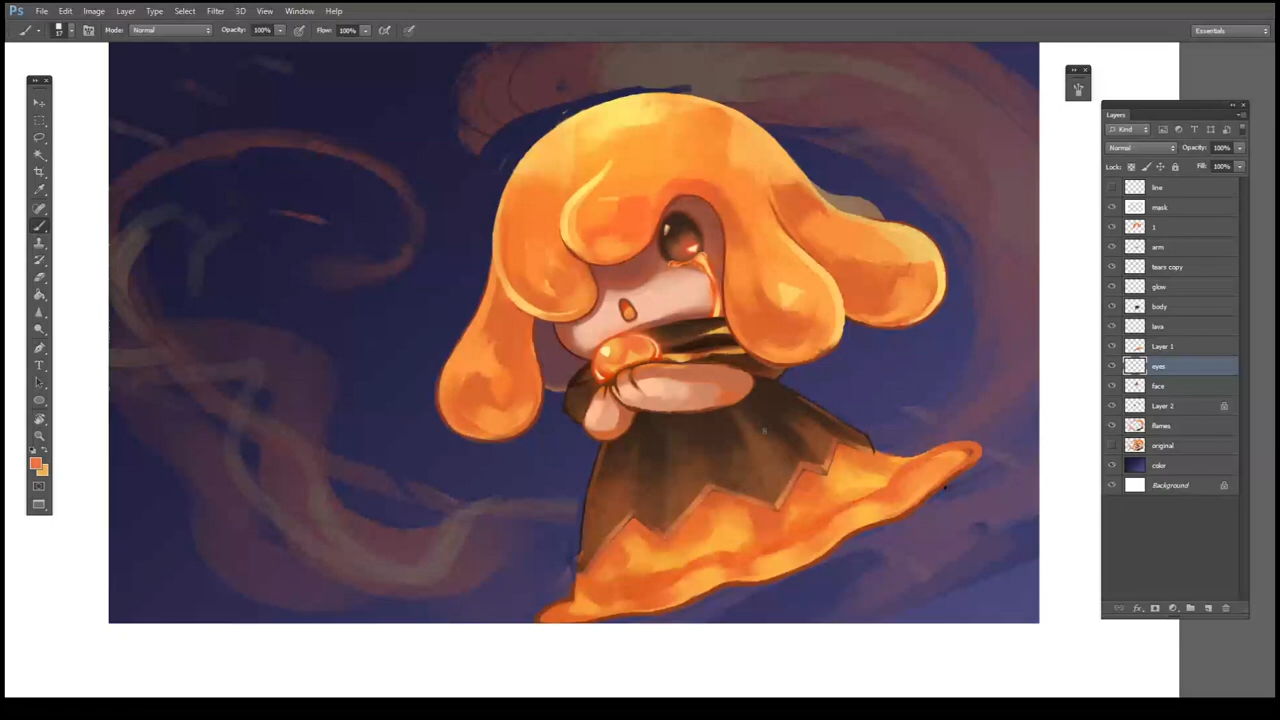 Ps File Edit Image Layer Type Select Filter 3D View Window Help
17 Mode: Normal Opacity: 100% Flow: 100% Essentials
Layers
Kind
Normal Opacity: 100%
Lock: Fill: 100%
line
mask
1
arm
tears copy
glow
body
lava
Layer 1
eyes
face
Layer 2
flames
original
color
Background